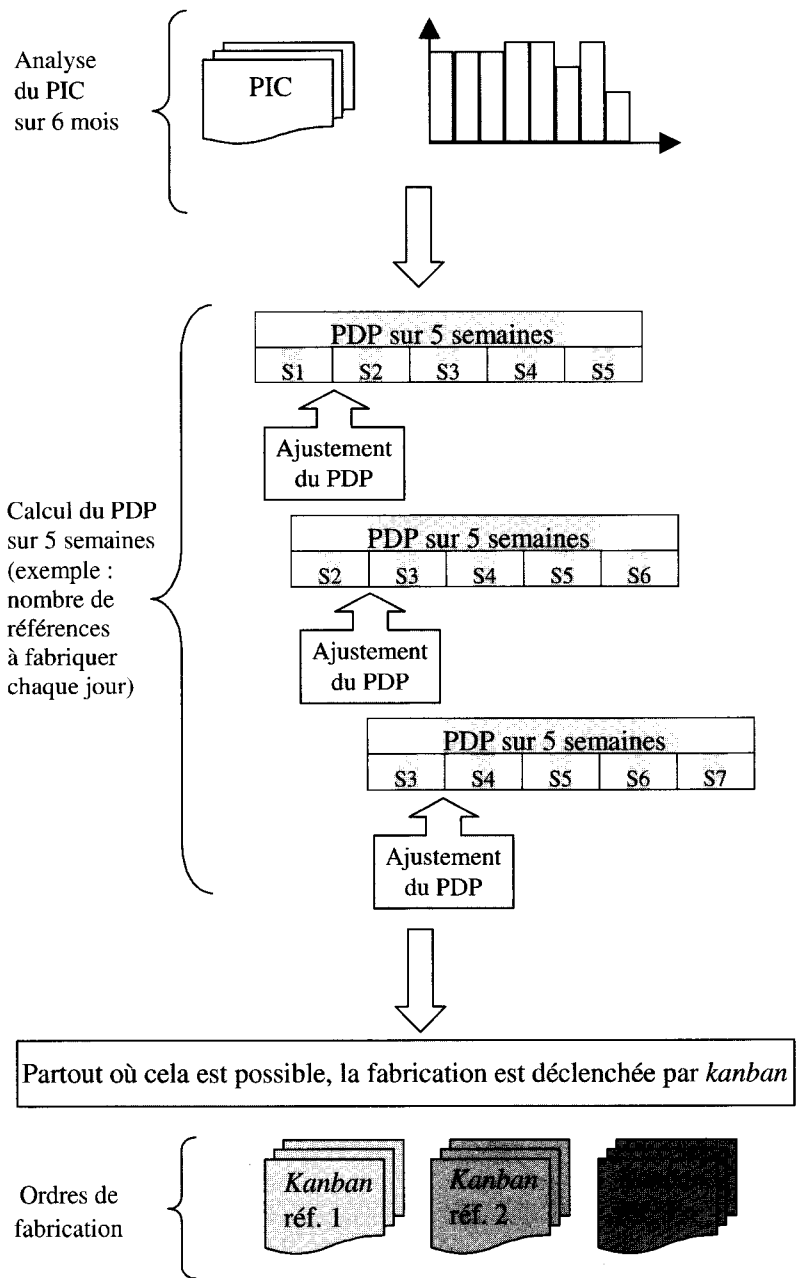 Analyse
du PIC
sur 6 mois
PIC
PDP sur 5 semaines
S1 S2 S3 S4 S5
Ajustement
du PDP
Calcul du PDP
sur 5 semaines
(exemple :
nombre de
références
à fabriquer
chaque jour)
PDP sur 5 semaines
S2 S3 S4 S5 S6
Ajustement
du PDP
PDP sur 5 semaines
S3 S4 S5 S6 S7
Ajustement
du PDP
Partout où cela est possible, la fabrication est déclenchée par kanban
Ordres de
fabrication
Kanban
réf. 1
Kanban
réf. 2